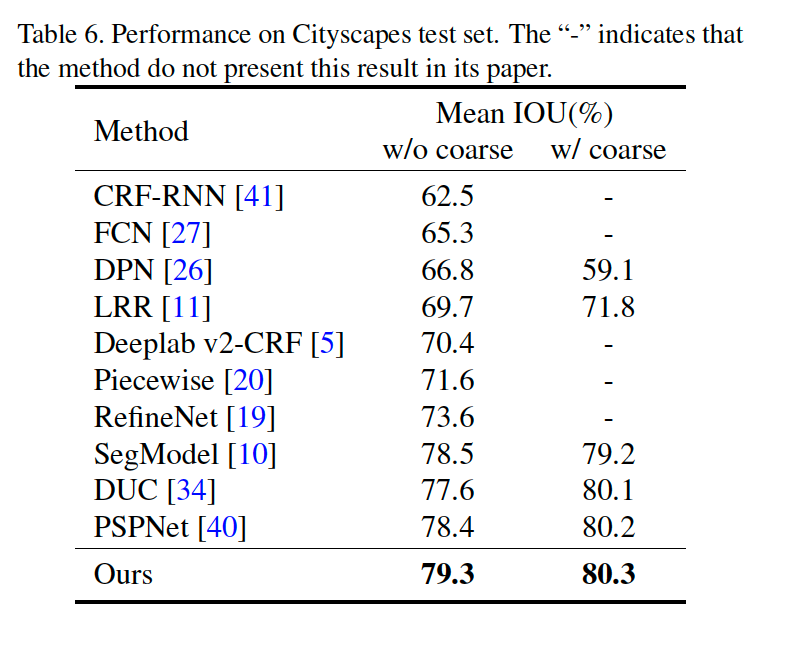 Table 6. Performance on Cityscapes test set. The “-” indicates that
the method do not present this result in its paper.
Method Mean IOU(%)
w/o coarse w/ coarse
CRF-RNN [41] 62.5 -
FCN [27] 65.3 -
DPN [26] 66.8 59.1
LRR [11] 69.7 71.8
Deeplab v2-CRF [5] 70.4 -
Piecewise [20] 71.6 -
RefineNet [19] 73.6 -
SegModel [10] 78.5 79.2
DUC [34] 77.6 80.1
PSPNet [40] 78.4 80.2
Ours 79.3 80.3